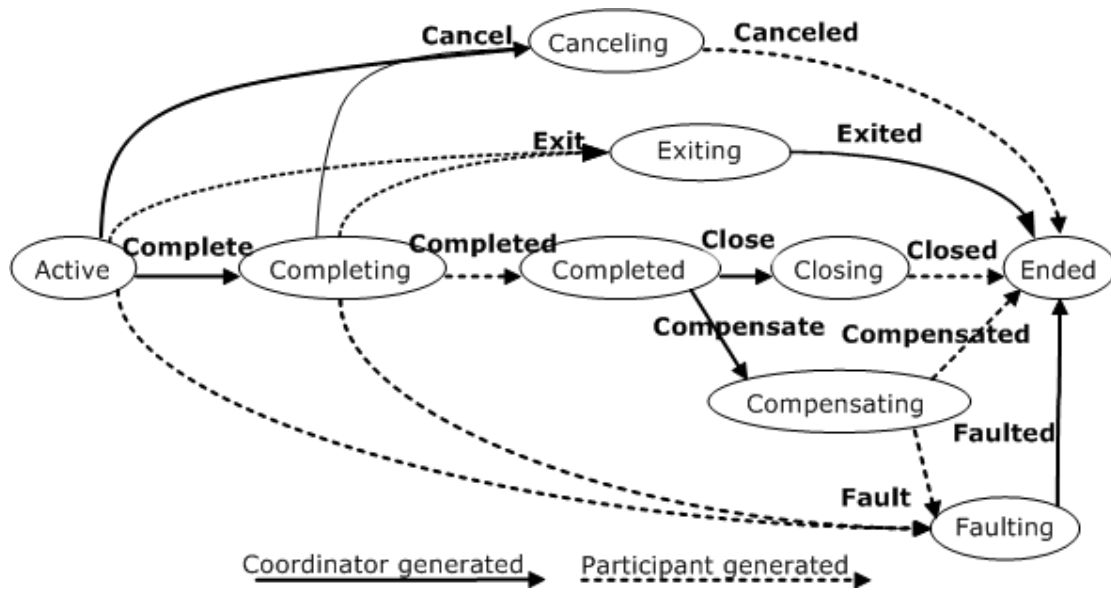 Cancel
Canceling
Canceled
Exit
Exiting
Exited
Active
Complete
Completing
Completed
Completed
Close
Closing
Closed
Ended
Compensate
Compensated
Compensating
Faulted
Fault
Faulting
Coordinator generated
Participant generated